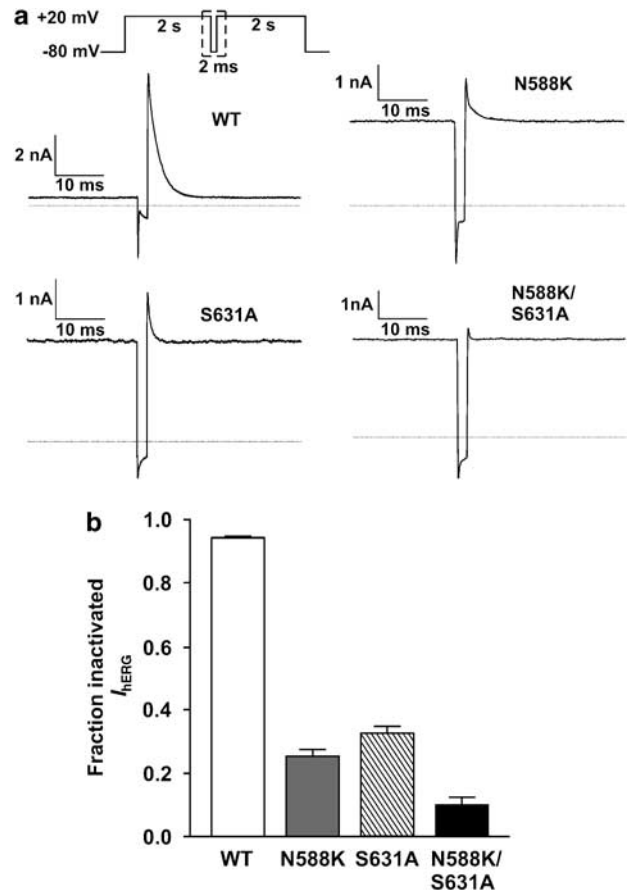 a
+20 mV
2 s
2 s
-80 mV
2 ms
WT
2 nA
10 ms
1 nA
10 ms
N588K
1 nA
10 ms
S631A
1nA
10 ms
N588K/
S631A
b
Fraction inactivated
IhERG
1.0
0.8
0.6
0.4
0.2
0.0
WT
N588K
S631A
N588K/
S631A